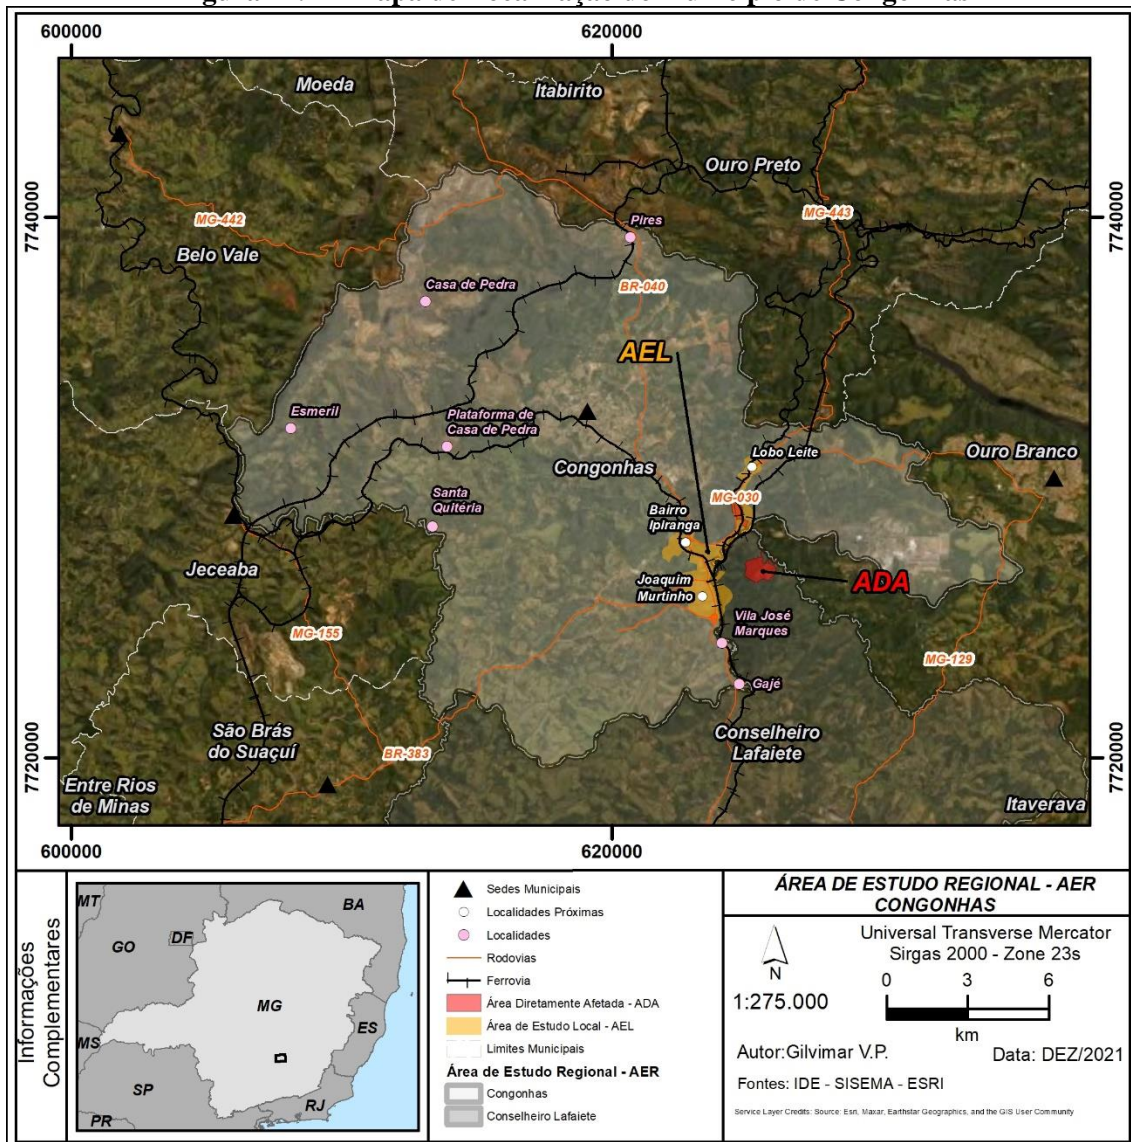 600000
620000
7740000
7740000
Moeda
Itabirito
Ouro Preto
MG-443
MG-442
Pires
Belo Vale
Casa de Pedra
BR-040
AEL
Esmeril
Plataforma de
Casa de Pedra
Congonhas
Lobo Leite
Ouro Branco
Santa
Quitéria
MG-030
Bairro
Ipiranga
Jeceaba
Joaquim
Murtinho
ADA
Vila José
Marques
MG-155
MG-129
Gajé
São Brás
do Suaçuí
Conselheiro
Lafaiete
BR-383
7720000
7720000
Entre Rios
de Minas
Itaverava
600000
620000
Informações
Complementares
MT
BA
GO
DF
MG
ES
MS
SP
RJ
PR
Sedes Municipais
Localidades Próximas
Localidades
Rodovias
Ferrovia
Área Diretamente Afetada - ADA
Área de Estudo Local - AEL
Limites Municipais
Área de Estudo Regional - AER
Congonhas
Conselheiro Lafaiete
ÁREA DE ESTUDO REGIONAL - AER
CONGONHAS
Universal Transverse Mercator
Sirgas 2000 - Zone 23s
N
1:275.000
0 3 6
km
Autor:Gilvimar V.P.
Data: DEZ/2021
Fontes: IDE - SISEMA - ESRI
Service Layer Credits: Source: Esri, Maxar, Earthstar Geographics, and the GIS User Community